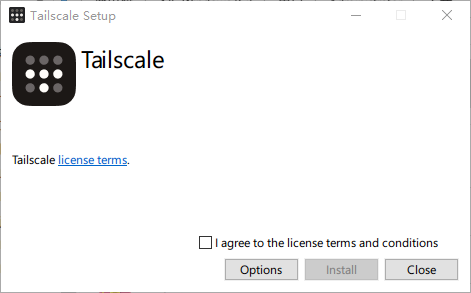 Tailscale Setup
Tailscale
Tailscale license terms.
I agree to the license terms and conditions
Options
Install
Close